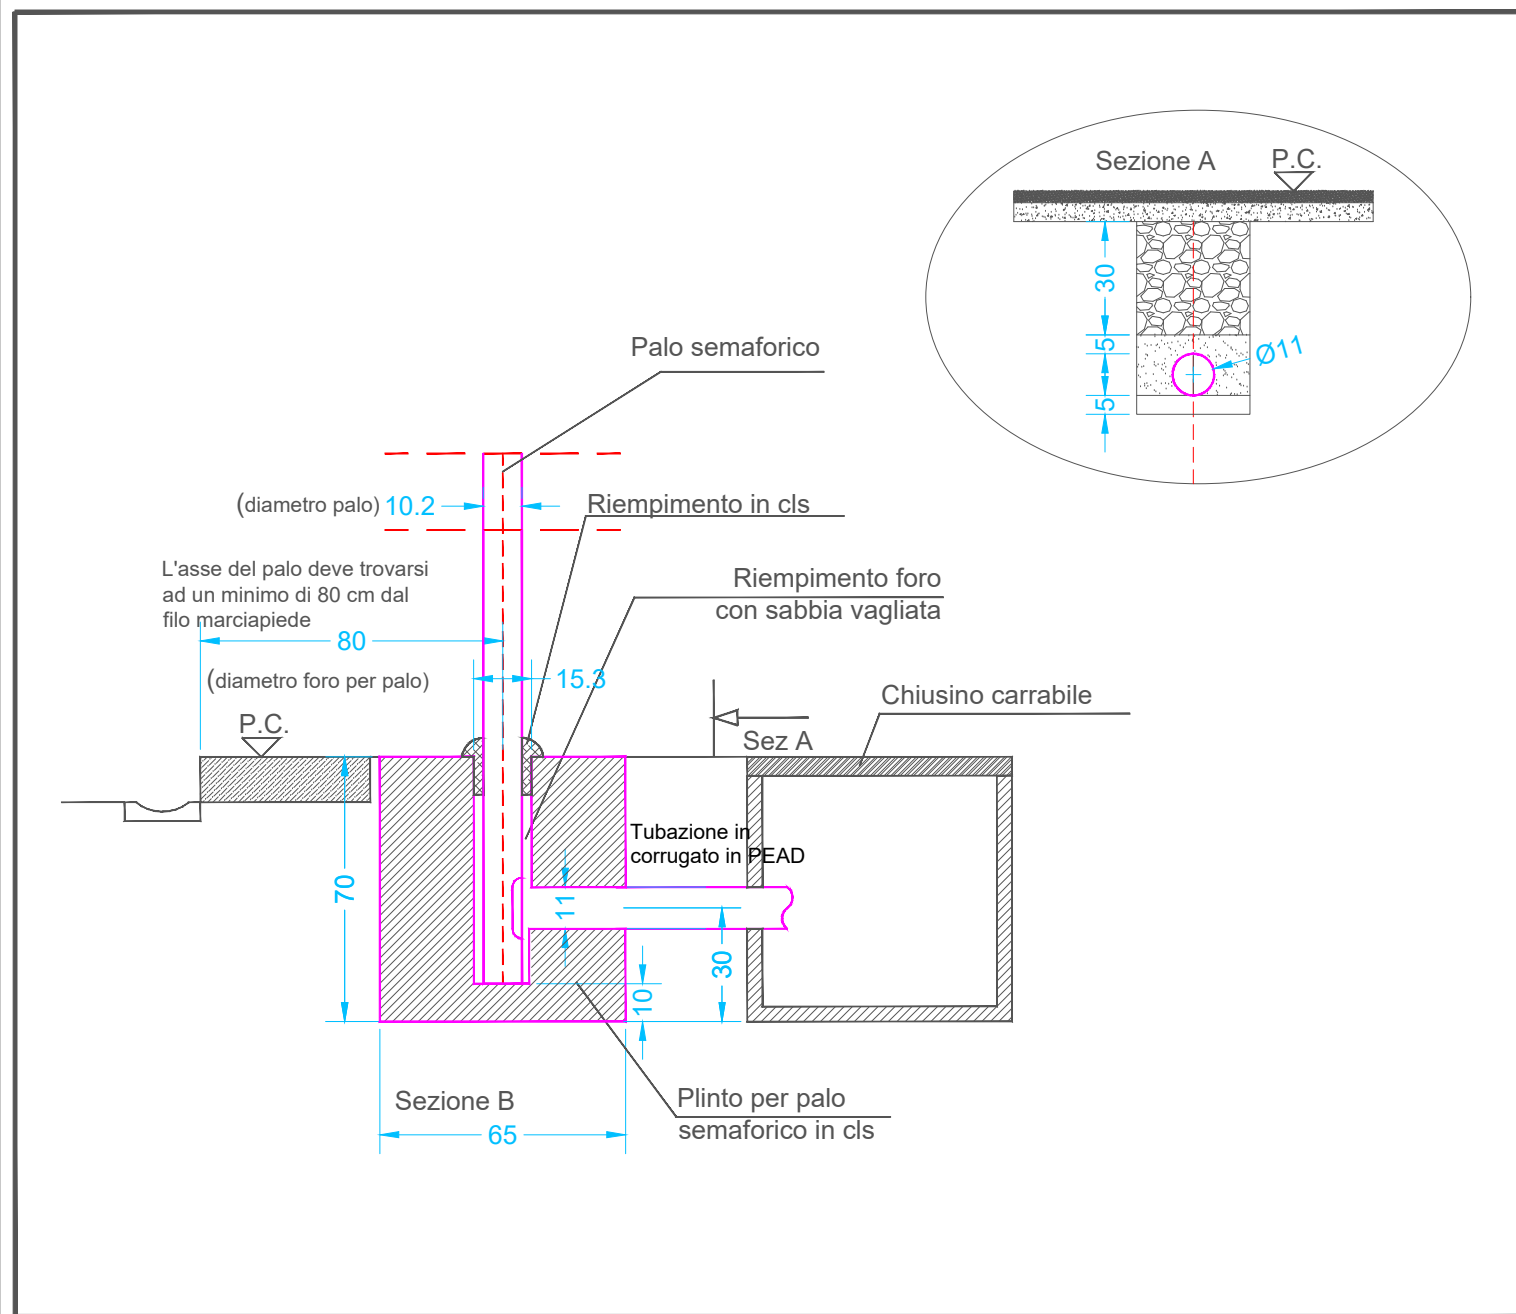 Sezione A
P.C.
30
5
Ø11
5
Palo semaforico
(diametro palo) 10.2
Riempimento in cls
L'asse del palo deve trovarsi
ad un minimo di 80 cm dal
filo marciapiede
80
Riempimento foro
con sabbia vagliata
(diametro foro per palo)
15.3
P.C.
Sez A
Chiusino carrabile
Tubazione in
corrugato in PEAD
70
11
30
10
Sezione B
65
Plinto per palo
semaforico in cls